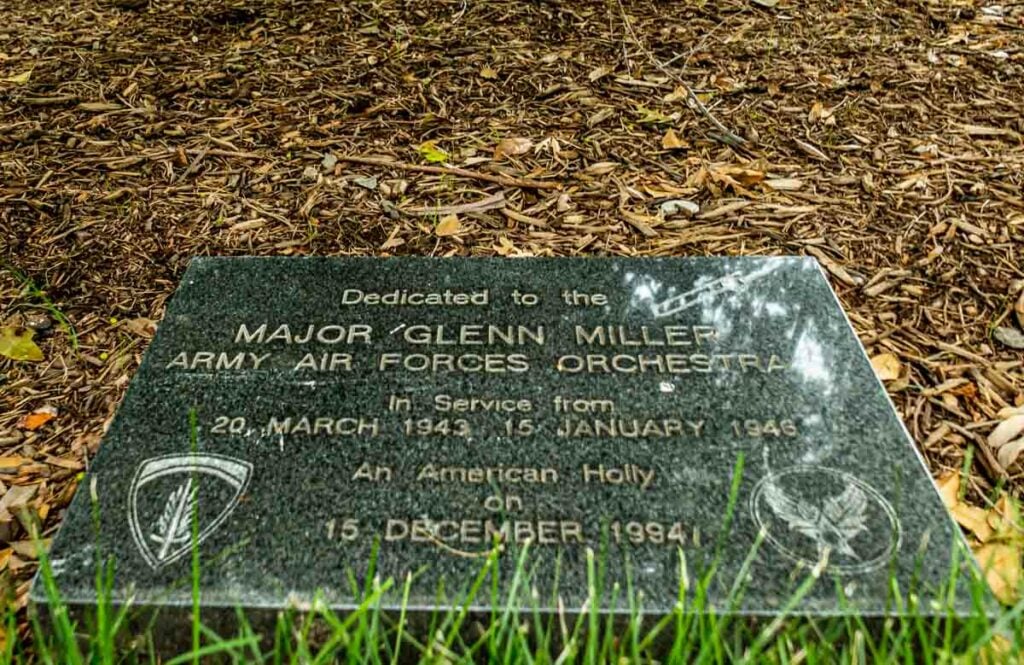 Dedicated to the
MAJOR GLENN MILLER
ARMY AIR FORCES ORCHESTRA
In Service from
20 MARCH 1943 15 JANUARY 1946
An American Holly
on
15 DECEMBER 1994